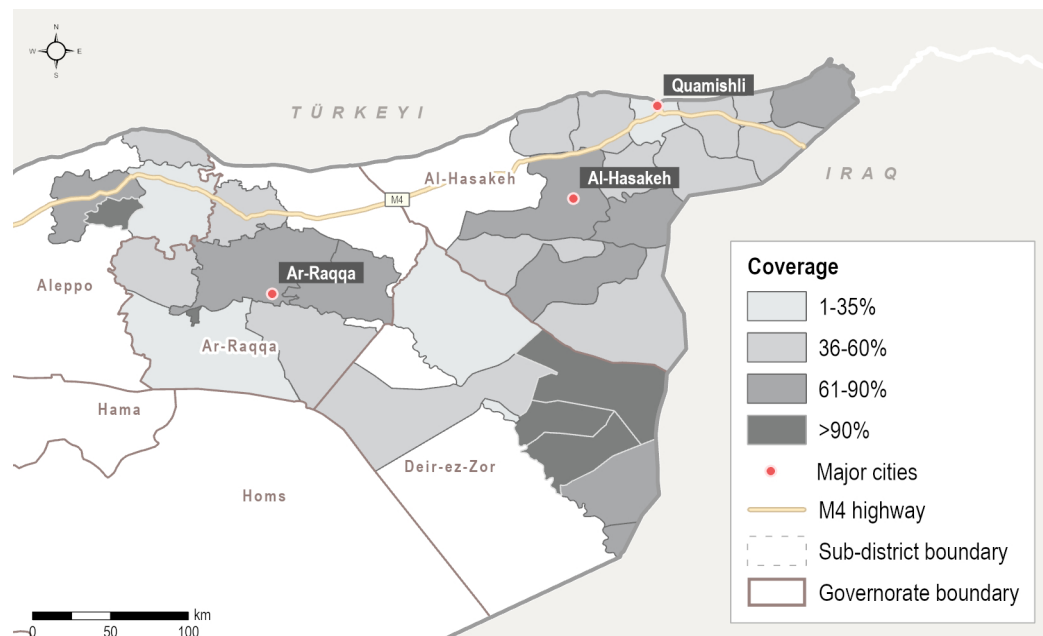 N
W E
S
TÜRKEYI
Quamishli
IRAQ
Al-Hasakeh
Al-Hasakeh
M4
Ar-Raqqa
Aleppo
Ar-Raqqa
Hama
Deir-ez-Zor
Homs
Coverage
1-35%
36-60%
61-90%
>90%
Major cities
M4 highway
Sub-district boundary
Governorate boundary
km
0 50 100